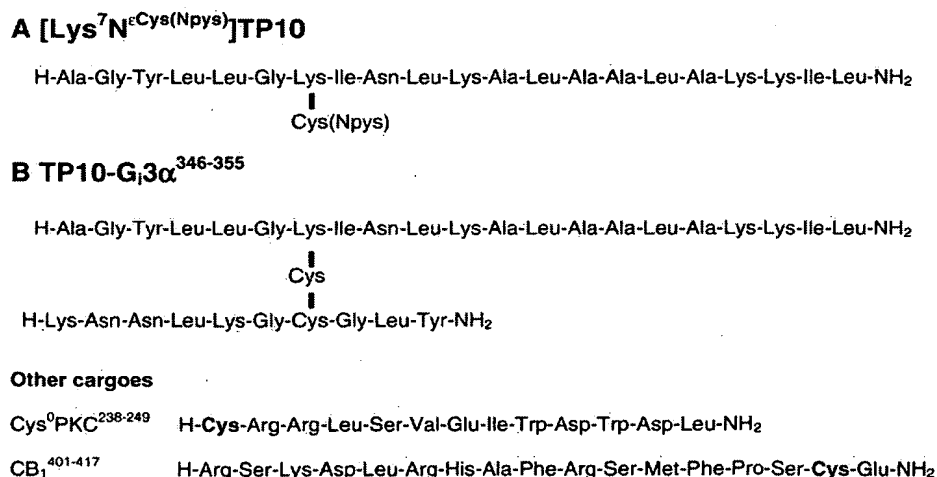 A [Lys⁷N^εCys(Npys)]TP10
H-Ala-Gly-Tyr-Leu-Leu-Gly-Lys-Ile-Asn-Leu-Lys-Ala-Leu-Ala-Ala-Leu-Ala-Lys-Lys-Ile-Leu-NH₂
Cys(Npys)
B TP10-Gᵢ3α³⁴⁶⁻³⁵⁵
H-Ala-Gly-Tyr-Leu-Leu-Gly-Lys-Ile-Asn-Leu-Lys-Ala-Leu-Ala-Ala-Leu-Ala-Lys-Lys-Ile-Leu-NH₂
Cys
H-Lys-Asn-Asn-Leu-Lys-Gly-Cys-Gly-Leu-Tyr-NH₂
Other cargoes
Cys⁰PKC²³⁸⁻²⁴⁹ H-Cys-Arg-Arg-Leu-Ser-Val-Glu-Ile-Trp-Asp-Trp-Asp-Leu-NH₂
CB₁⁴⁰¹⁻⁴¹⁷ H-Arg-Ser-Lys-Asp-Leu-Arg-His-Ala-Phe-Arg-Ser-Met-Phe-Pro-Ser-Cys-Glu-NH₂